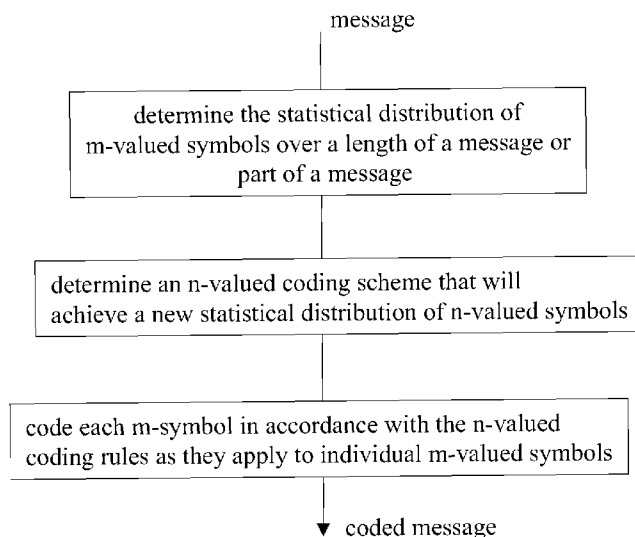 message
determine the statistical distribution of
m-valued symbols over a length of a message or
part of a message
determine an n-valued coding scheme that will
achieve a new statistical distribution of n-valued symbols
code each m-symbol in accordance with the n-valued
coding rules as they apply to individual m-valued symbols
coded message